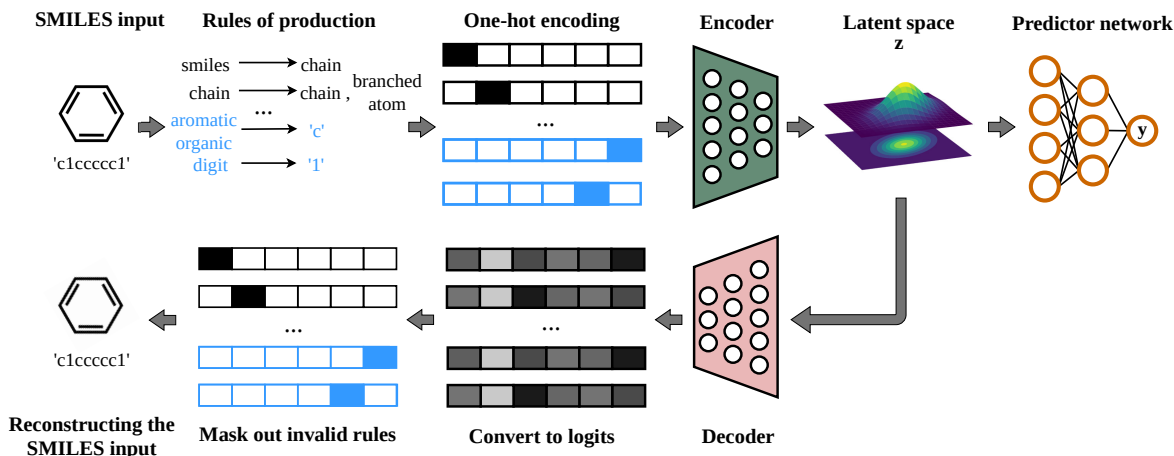 SMILES input
Rules of production
One-hot encoding
Encoder
Latent space
z
Predictor network
smiles
chain
chain
chain ,
branched
atom
...
aromatic
organic
'c'
digit
'1'
'c1ccccc1'
...
y
'c1ccccc1'
...
...
Reconstructing the
SMILES input
Mask out invalid rules
Convert to logits
Decoder